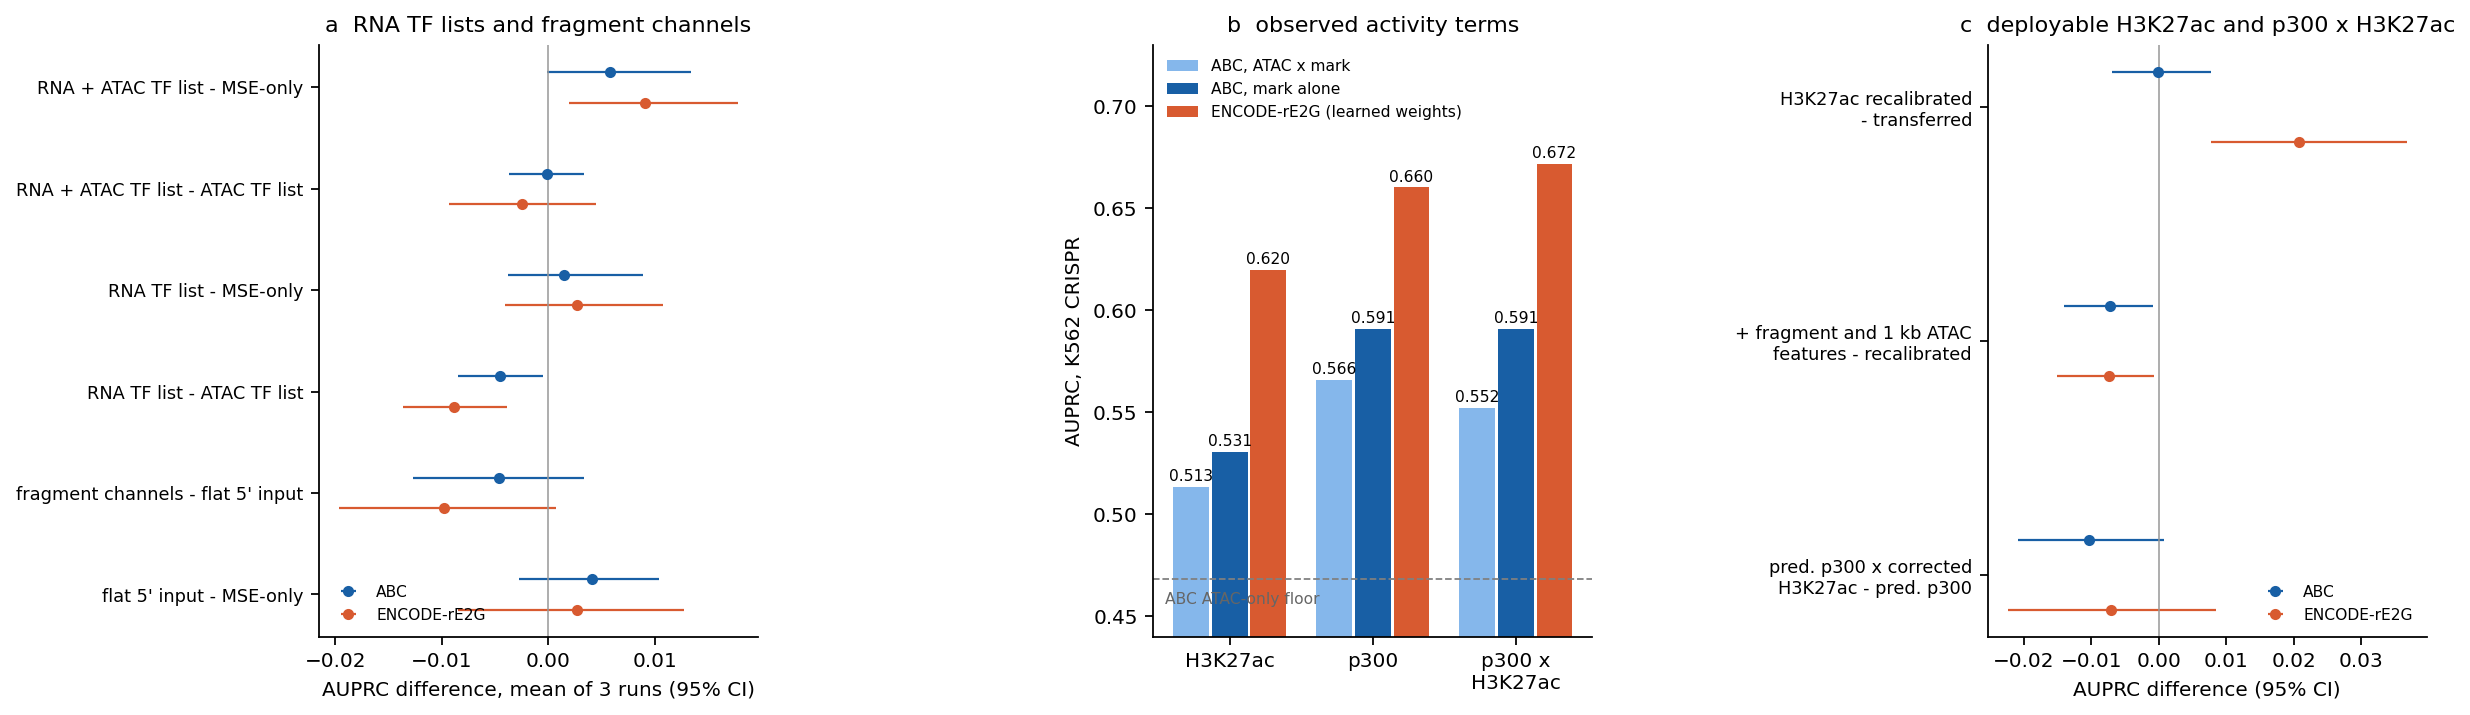 a  RNA TF lists and fragment channels
RNA + ATAC TF list - MSE-only
RNA + ATAC TF list - ATAC TF list
RNA TF list - MSE-only
RNA TF list - ATAC TF list
fragment channels - flat 5' input
flat 5' input - MSE-only
ABC
ENCODE-rE2G
−0.02
−0.01
0.00
0.01
AUPRC difference, mean of 3 runs (95% CI)
b  observed activity terms
ABC, ATAC x mark
ABC, mark alone
ENCODE-rE2G (learned weights)
AUPRC, K562 CRISPR
0.70
0.65
0.60
0.55
0.50
0.45
0.513
0.531
0.620
0.566
0.591
0.660
0.552
0.591
0.672
ABC ATAC-only floor
H3K27ac
p300
p300 x
H3K27ac
c  deployable H3K27ac and p300 x H3K27ac
H3K27ac recalibrated
- transferred
+ fragment and 1 kb ATAC
features - recalibrated
pred. p300 x corrected
H3K27ac - pred. p300
ABC
ENCODE-rE2G
−0.02
−0.01
0.00
0.01
0.02
0.03
AUPRC difference (95% CI)